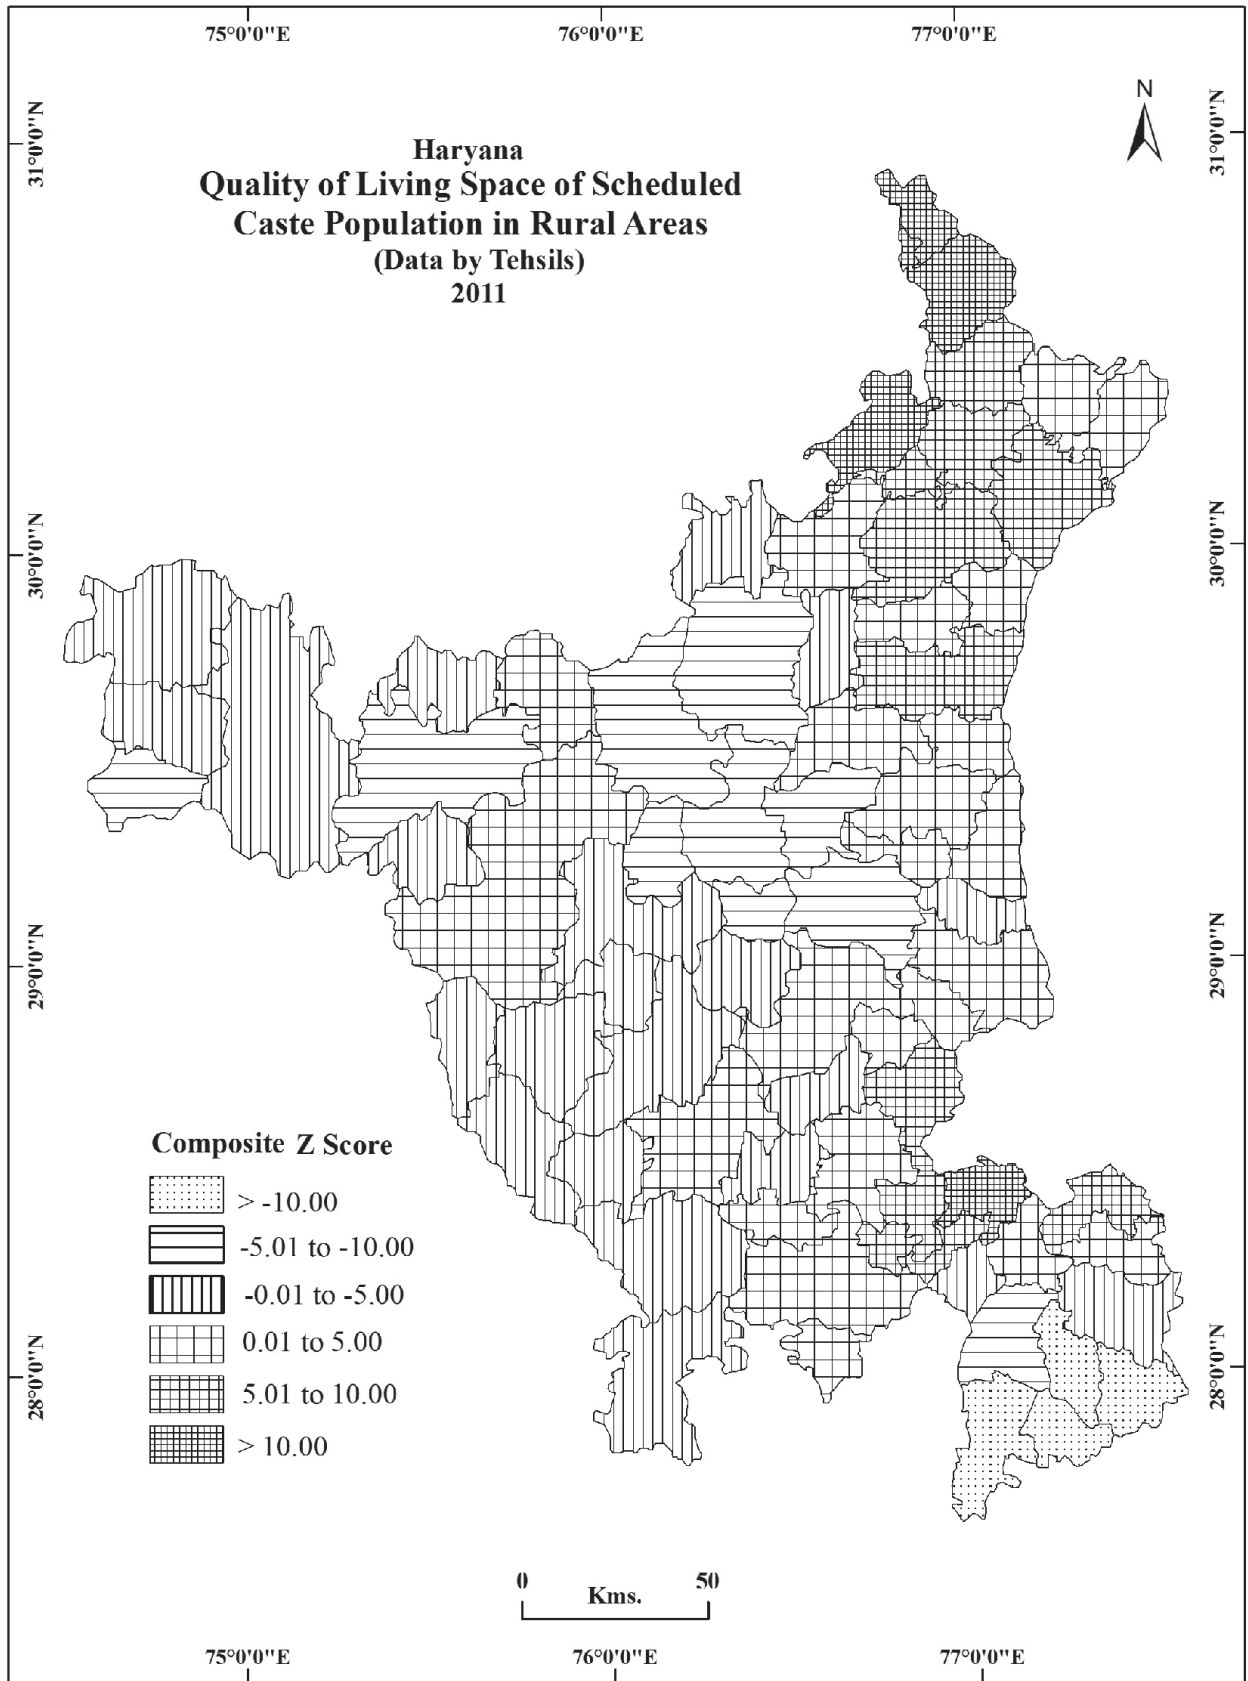 75°0'0"E 76°0'0"E 77°0'0"E
N
31°0'0"N 31°0'0"N
Haryana
Quality of Living Space of Scheduled
Caste Population in Rural Areas
(Data by Tehsils)
2011
30°0'0"N 30°0'0"N
29°0'0"N 29°0'0"N
Composite Z Score
> -10.00
-5.01 to -10.00
-0.01 to -5.00
0.01 to 5.00
5.01 to 10.00
> 10.00
28°0'0"N 28°0'0"N
0 50
Kms.
75°0'0"E 76°0'0"E 77°0'0"E